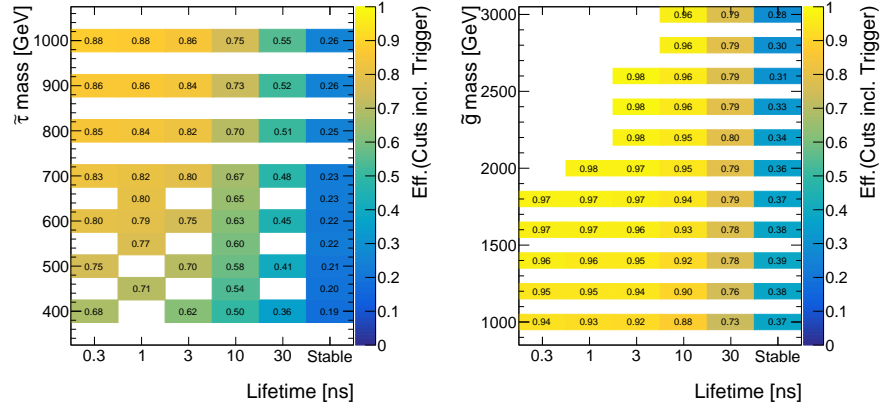 τ̃ mass [GeV]
1000 0.88 0.88 0.86 0.75 0.55 0.26
900 0.86 0.86 0.84 0.73 0.52 0.26
800 0.85 0.84 0.82 0.70 0.51 0.25
700 0.83 0.82 0.80 0.67 0.48 0.23
0.80 0.65 0.23
600 0.80 0.79 0.75 0.63 0.45 0.22
0.77 0.60 0.22
500 0.75 0.70 0.58 0.41 0.21
0.71 0.54 0.20
400 0.68 0.62 0.50 0.36 0.19
0.3 1 3 10 30 Stable
Lifetime [ns]
1
0.9
0.8
0.7
0.6
0.5
0.4
0.3
0.2
0.1
0
Eff.(Cuts incl. Trigger)
g̃ mass [GeV]
3000 0.96 0.79 0.28
0.96 0.79 0.30
0.98 0.96 0.79 0.31
2500
0.98 0.96 0.79 0.33
0.98 0.95 0.80 0.34
2000 0.98 0.97 0.95 0.79 0.36
0.97 0.97 0.97 0.94 0.79 0.37
0.97 0.97 0.96 0.93 0.78 0.38
1500
0.96 0.96 0.95 0.92 0.78 0.39
0.95 0.95 0.94 0.90 0.76 0.38
1000 0.94 0.93 0.92 0.88 0.73 0.37
0.3 1 3 10 30 Stable
Lifetime [ns]
1
0.9
0.8
0.7
0.6
0.5
0.4
0.3
0.2
0.1
0
Eff.(Cuts incl. Trigger)